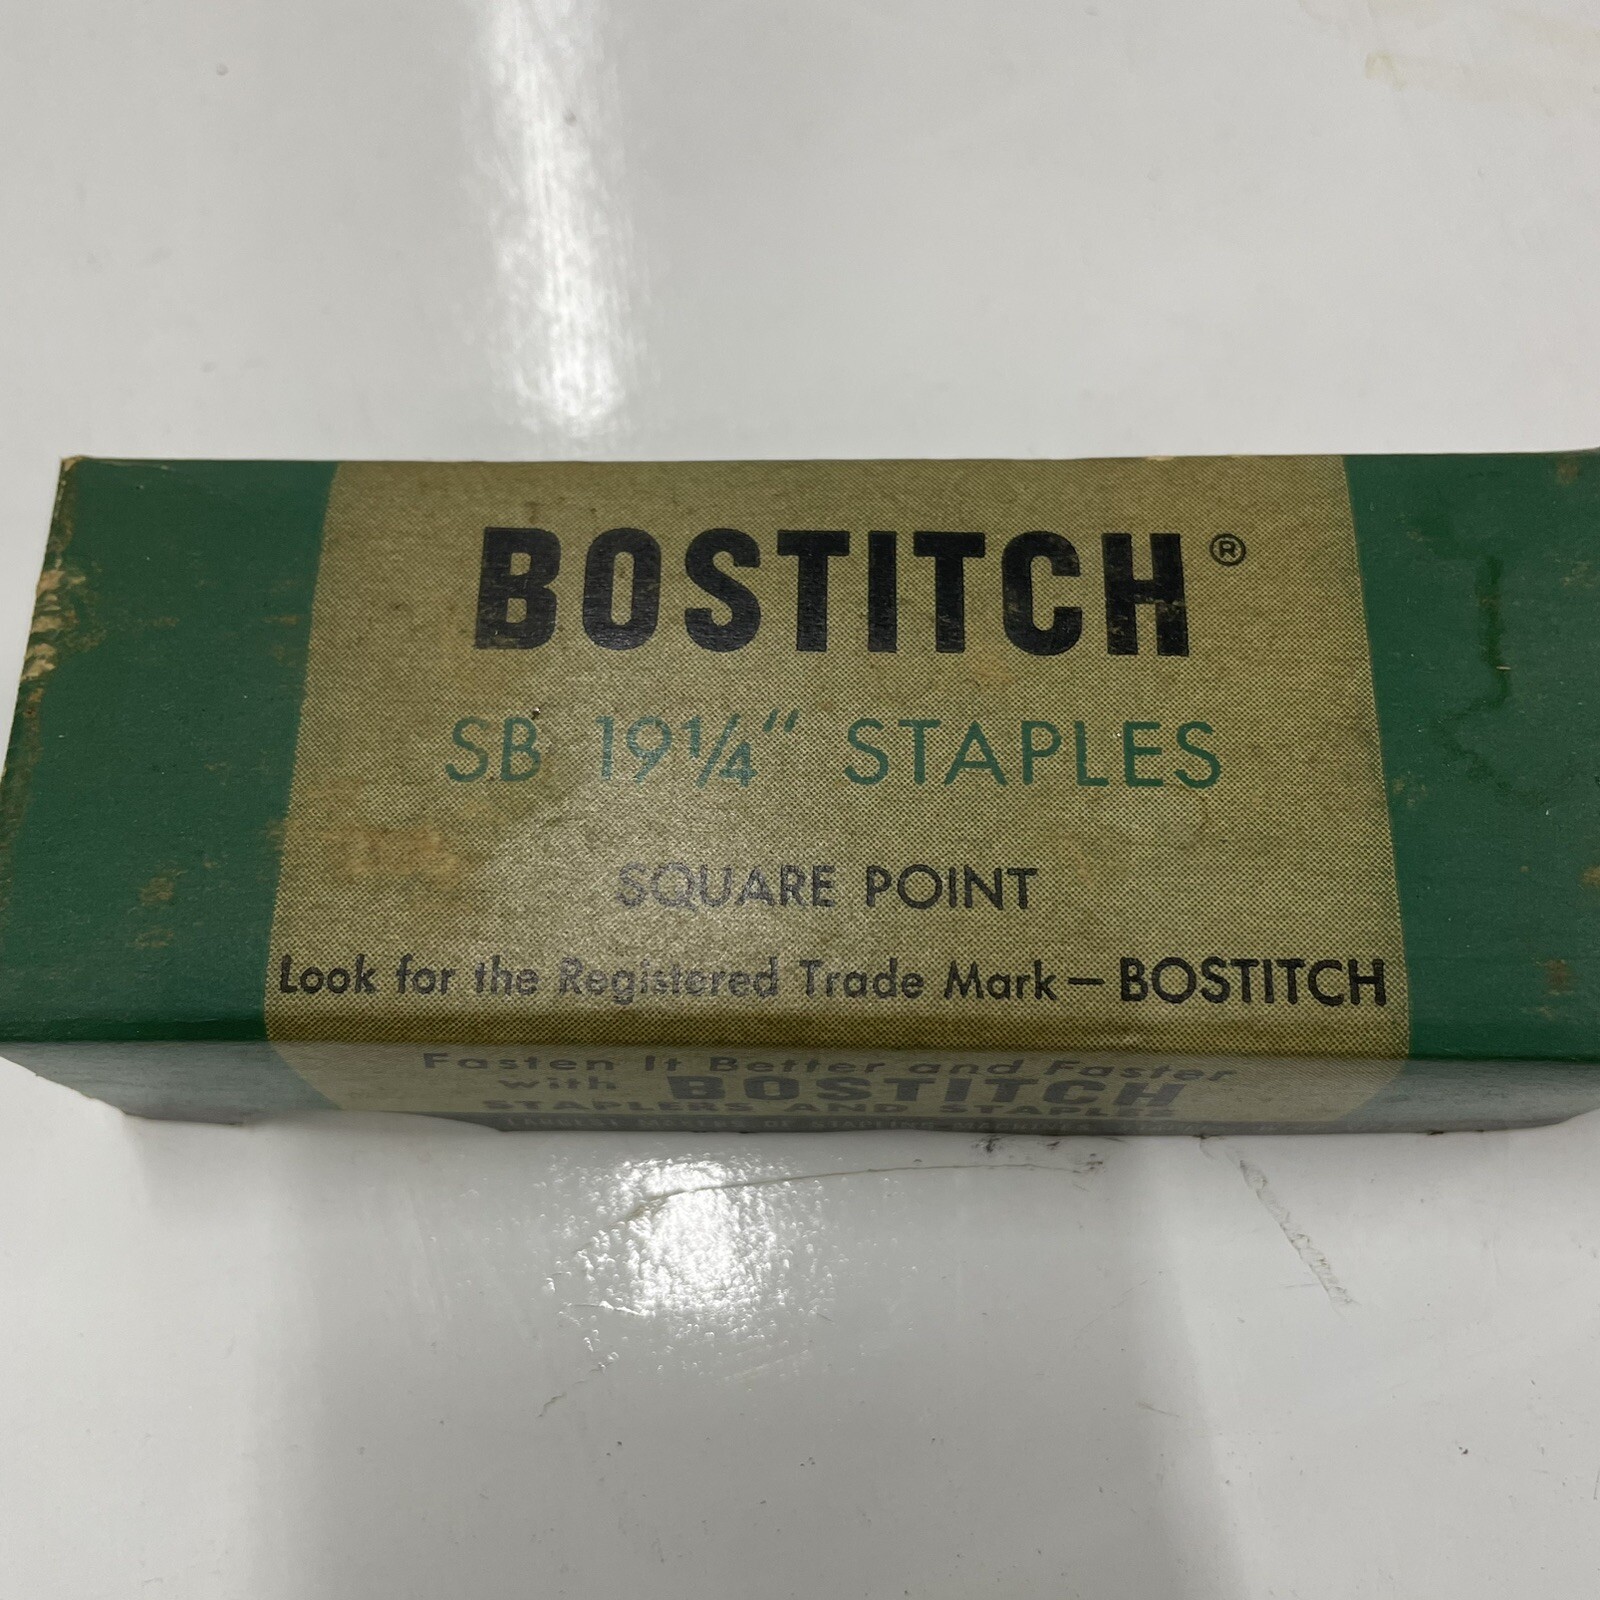 BOSTITCH®
SB 19¼" STAPLES
SQUARE POINT
Look for the Registered Trade Mark—BOSTITCH
Fasten It Better and Faster
with BOSTITCH
STAPLERS AND STAPLES